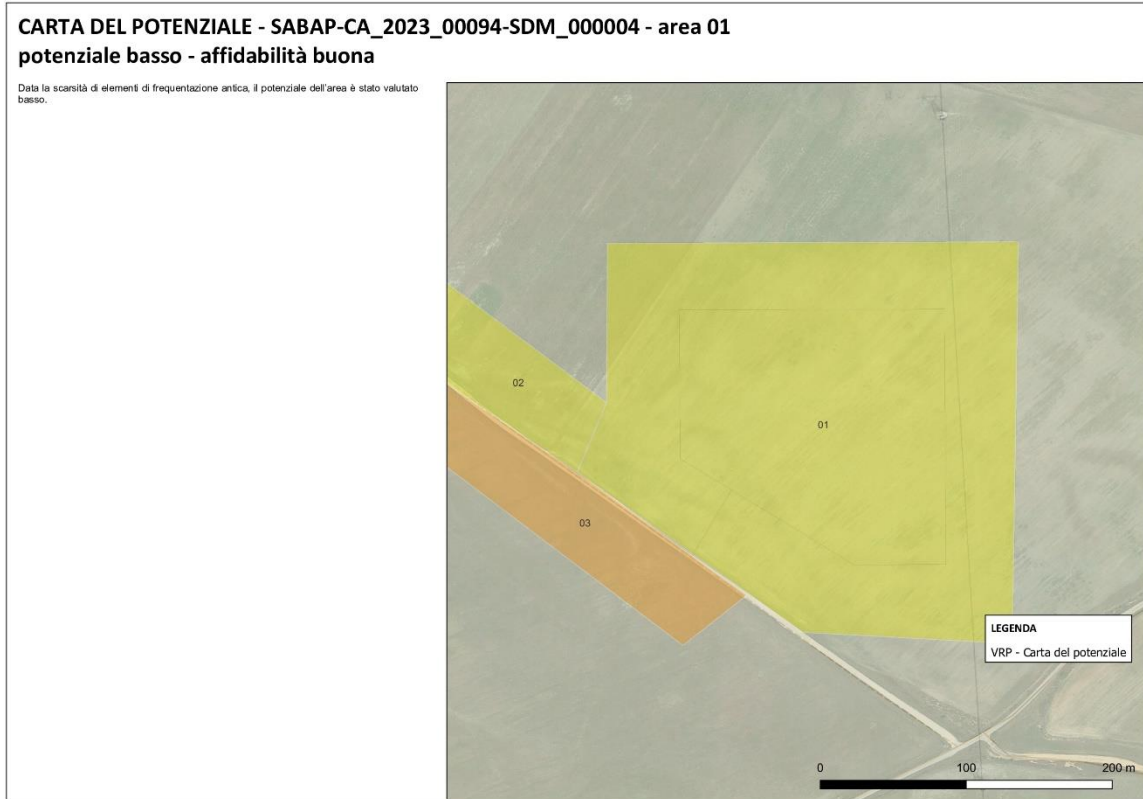 CARTA DEL POTENZIALE - SABAP-CA_2023_00094-SDM_000004 - area 01
potenziale basso - affidabilità buona
Data la scarsità di elementi di frequentazione antica, il potenziale dell'area è stato valutato
basso.
02
01
03
LEGENDA
VRP - Carta del potenziale
0 100 200 m